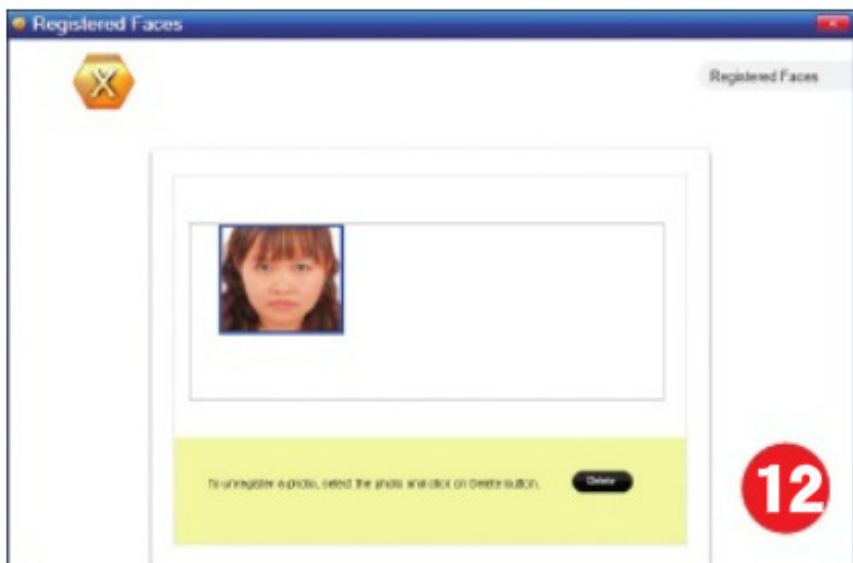 Registered Faces
X
Registered Faces
To unregister a photo, select the photo and click on Delete button.
Delete
12